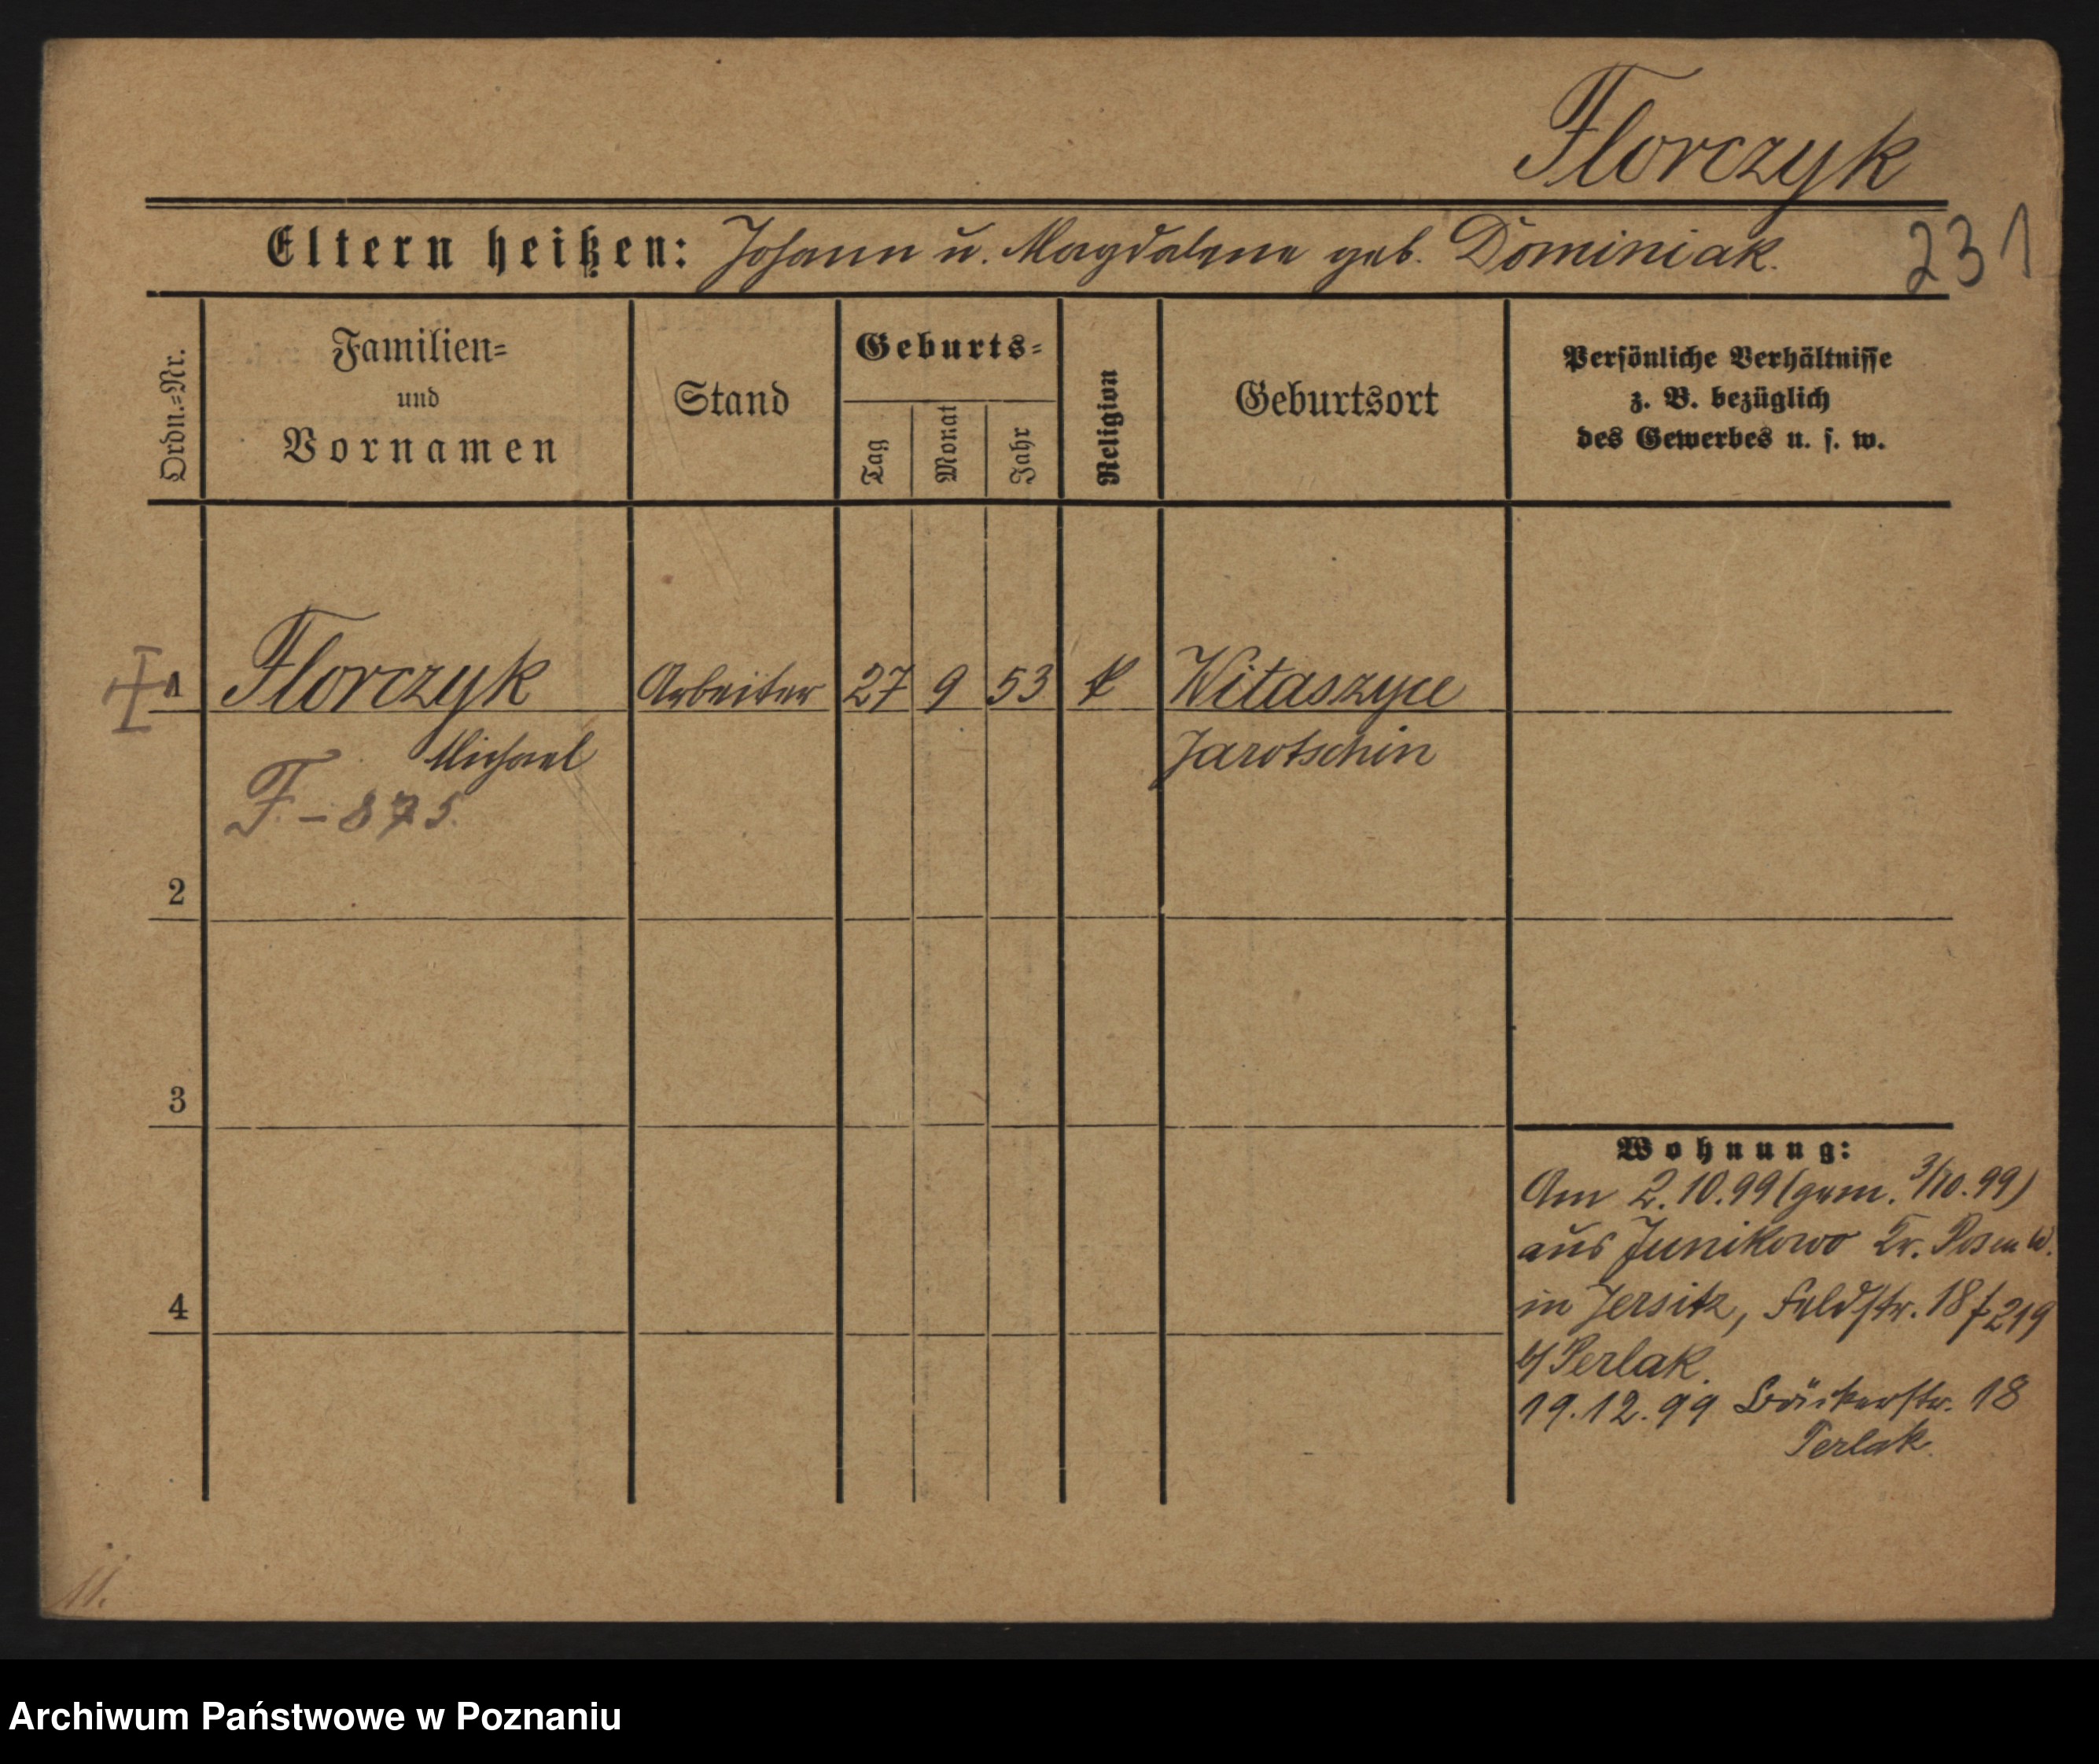 Florczyk
Eltern heißen: Johann u. Magdalena geb. Dominiak.
231
Ordn.=Nr.
Familien=
und
Vornamen
Stand
Geburts=
Tag
Monat
Jahr
Religion
Geburtsort
Persönliche Verhältnisse
z. B. bezüglich
des Gewerbes u. s. w.
1 Florczyk Arbeiter 27 9 53 k Witaszyce
Michael Jarotschin
F. – 875.
2
3
4
Wohnung:
Am 2.10.99 (gem. 3/10.99)
aus Junikowo Kr. Posen W.
in Jersitz, Feldstr. 18 f 219
b/ Perlak.
19.12.99 Bäckerstr. 18
Perlak.
11.
Archiwum Państwowe w Poznaniu